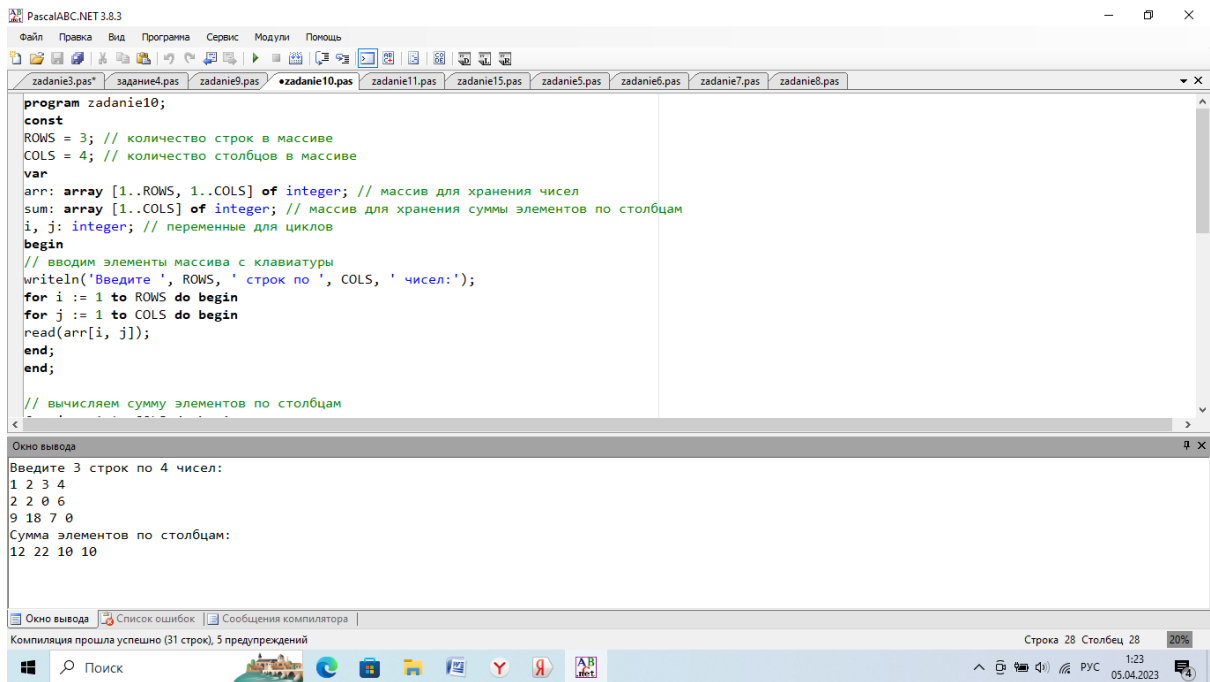 PascalABC.NET 3.8.3
Файл Правка Вид Программа Сервис Модули Помощь
zadanie3.pas* задание4.pas zadanie9.pas •zadanie10.pas zadanie11.pas zadanie15.pas zadanie5.pas zadanie6.pas zadanie7.pas zadanie8.pas
program zadanie10;
const
ROWS = 3; // количество строк в массиве
COLS = 4; // количество столбцов в массиве
var
arr: array [1..ROWS, 1..COLS] of integer; // массив для хранения чисел
sum: array [1..COLS] of integer; // массив для хранения суммы элементов по столбцам
i, j: integer; // переменные для циклов
begin
// вводим элементы массива с клавиатуры
writeln('Введите ', ROWS, ' строк по ', COLS, ' чисел:');
for i := 1 to ROWS do begin
for j := 1 to COLS do begin
read(arr[i, j]);
end;
end;
// вычисляем сумму элементов по столбцам
Окно вывода
Введите 3 строк по 4 чисел:
1 2 3 4
2 2 0 6
9 18 7 0
Сумма элементов по столбцам:
12 22 10 10
Окно вывода Список ошибок Сообщения компилятора
Компиляция прошла успешно (31 строк), 5 предупреждений Строка 28 Столбец 28 20%
Поиск РУС 1:23
05.04.2023 4